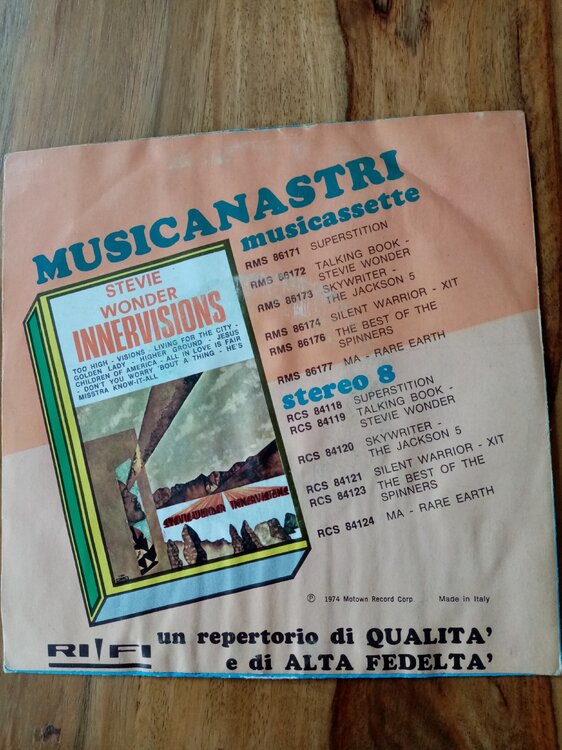 MUSICANASTRI
musicassette
RMS 86171 SUPERSTITION
RMS 86172 TALKING BOOK -
STEVIE WONDER
RMS 86173 SKYWRITER -
THE JACKSON 5
RMS 86174 SILENT WARRIOR - XIT
RMS 86176 THE BEST OF THE
SPINNERS
RMS 86177 MA - RARE EARTH
stereo 8
RCS 84118 SUPERSTITION
RCS 84119 TALKING BOOK -
STEVIE WONDER
RCS 84120 SKYWRITER -
THE JACKSON 5
RCS 84121 SILENT WARRIOR - XIT
RCS 84123 THE BEST OF THE
SPINNERS
RCS 84124 MA - RARE EARTH
STEVIE
WONDER
INNERVISIONS
TOO HIGH - VISIONS - LIVING FOR THE CITY -
GOLDEN LADY - HIGHER GROUND - JESUS
CHILDREN OF AMERICA - ALL IN LOVE IS FAIR
- DON'T YOU WORRY 'BOUT A THING - HE'S
MISSTRA KNOW-IT-ALL
STEVIE WONDER INNERVISIONS
℗ 1974 Motown Record Corp. Made in Italy
RI'FI
un repertorio di QUALITA'
e di ALTA FEDELTA'